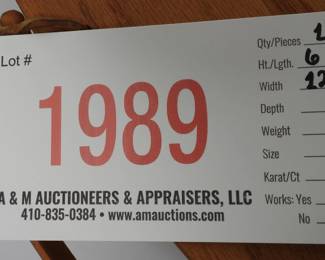 Lot #
1989
A & M AUCTIONEERS & APPRAISERS, LLC
410-835-0384 • www.amauctions.com
Qty/Pieces
Ht./Lgth. 6
Width 22
Depth
Weight
Size
Karat/Ct
Works: Yes
No